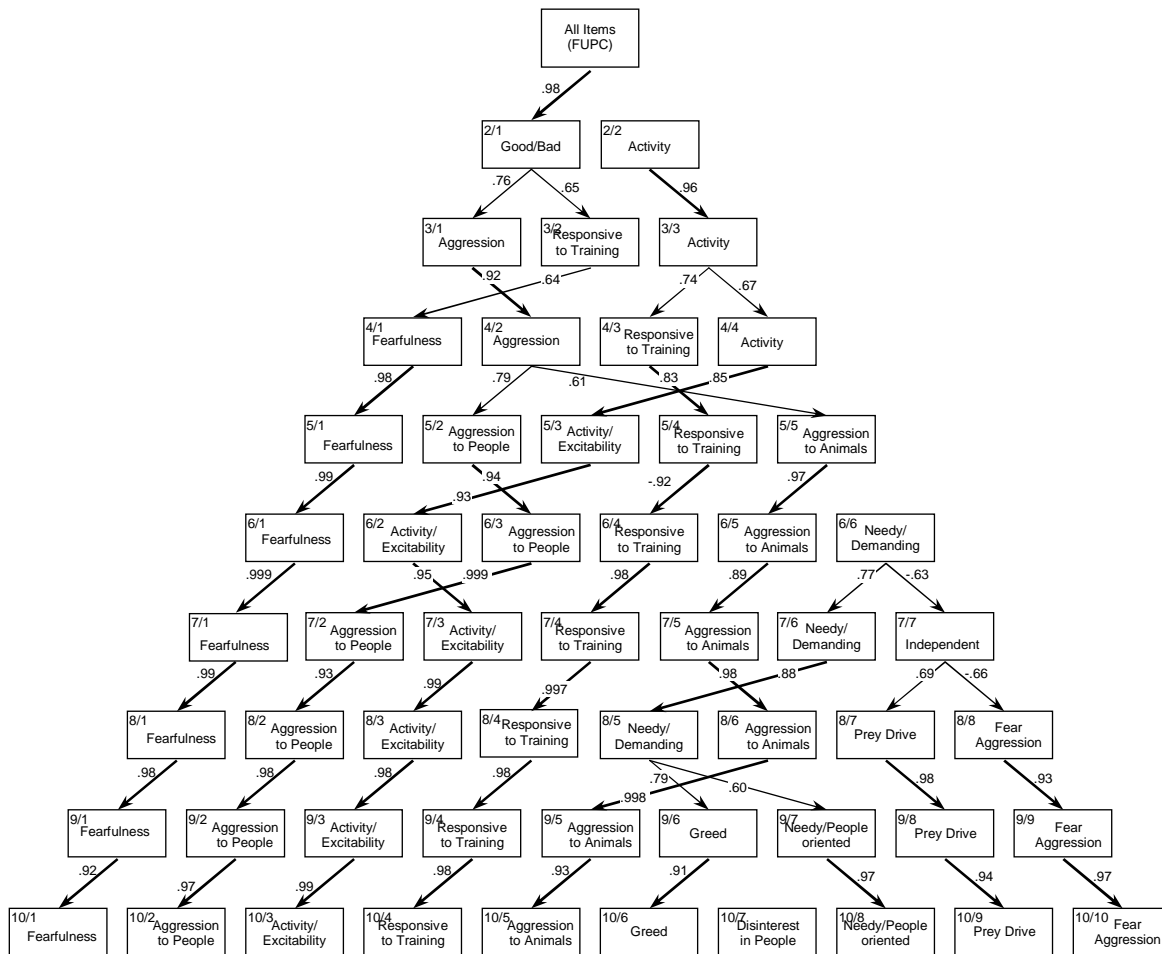 All Items
(FUPC)
.98
2/1
Good/Bad
2/2
Activity
.76
.65
.96
3/1
Aggression
3/2
Responsive
to Training
3/3
Activity
.92
.64
.74
.67
4/1
Fearfulness
4/2
Aggression
4/3
Responsive
to Training
4/4
Activity
.98
.79
.61
.83
.85
5/1
Fearfulness
5/2
Aggression
to People
5/3
Activity/
Excitability
5/4
Responsive
to Training
5/5
Aggression
to Animals
.99
.94
.93
-.92
.97
6/1
Fearfulness
6/2
Activity/
Excitability
6/3
Aggression
to People
6/4
Responsive
to Training
6/5
Aggression
to Animals
6/6
Needy/
Demanding
.999
.95
.999
.98
.89
.77
-.63
7/1
Fearfulness
7/2
Aggression
to People
7/3
Activity/
Excitability
7/4
Responsive
to Training
7/5
Aggression
to Animals
7/6
Needy/
Demanding
7/7
Independent
.99
.93
.99
.997
.98
.88
.69
-.66
8/1
Fearfulness
8/2
Aggression
to People
8/3
Activity/
Excitability
8/4
Responsive
to Training
8/5
Needy/
Demanding
8/6
Aggression
to Animals
8/7
Prey Drive
8/8
Fear
Aggression
.98
.98
.98
.98
.998
.79
.60
.98
.93
9/1
Fearfulness
9/2
Aggression
to People
9/3
Activity/
Excitability
9/4
Responsive
to Training
9/5
Aggression
to Animals
9/6
Greed
9/7
Needy/People
oriented
9/8
Prey Drive
9/9
Fear
Aggression
.92
.97
.99
.98
.93
.91
.97
.94
.97
10/1
Fearfulness
10/2
Aggression
to People
10/3
Activity/
Excitability
10/4
Responsive
to Training
10/5
Aggression
to Animals
10/6
Greed
10/7
Disinterest
in People
10/8
Needy/People
oriented
10/9
Prey Drive
10/10
Fear
Aggression